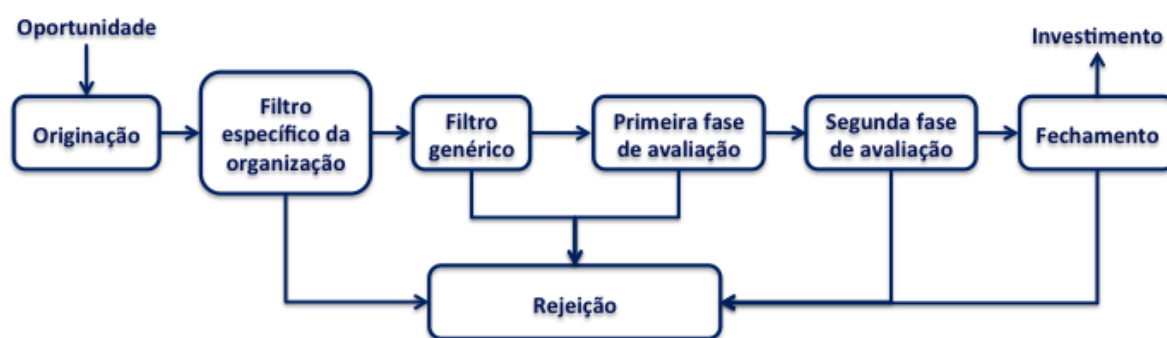 Oportunidade
Investimento
Originação
Filtro
específico da
organização
Filtro
genérico
Primeira fase
de avaliação
Segunda fase
de avaliação
Fechamento
Rejeição